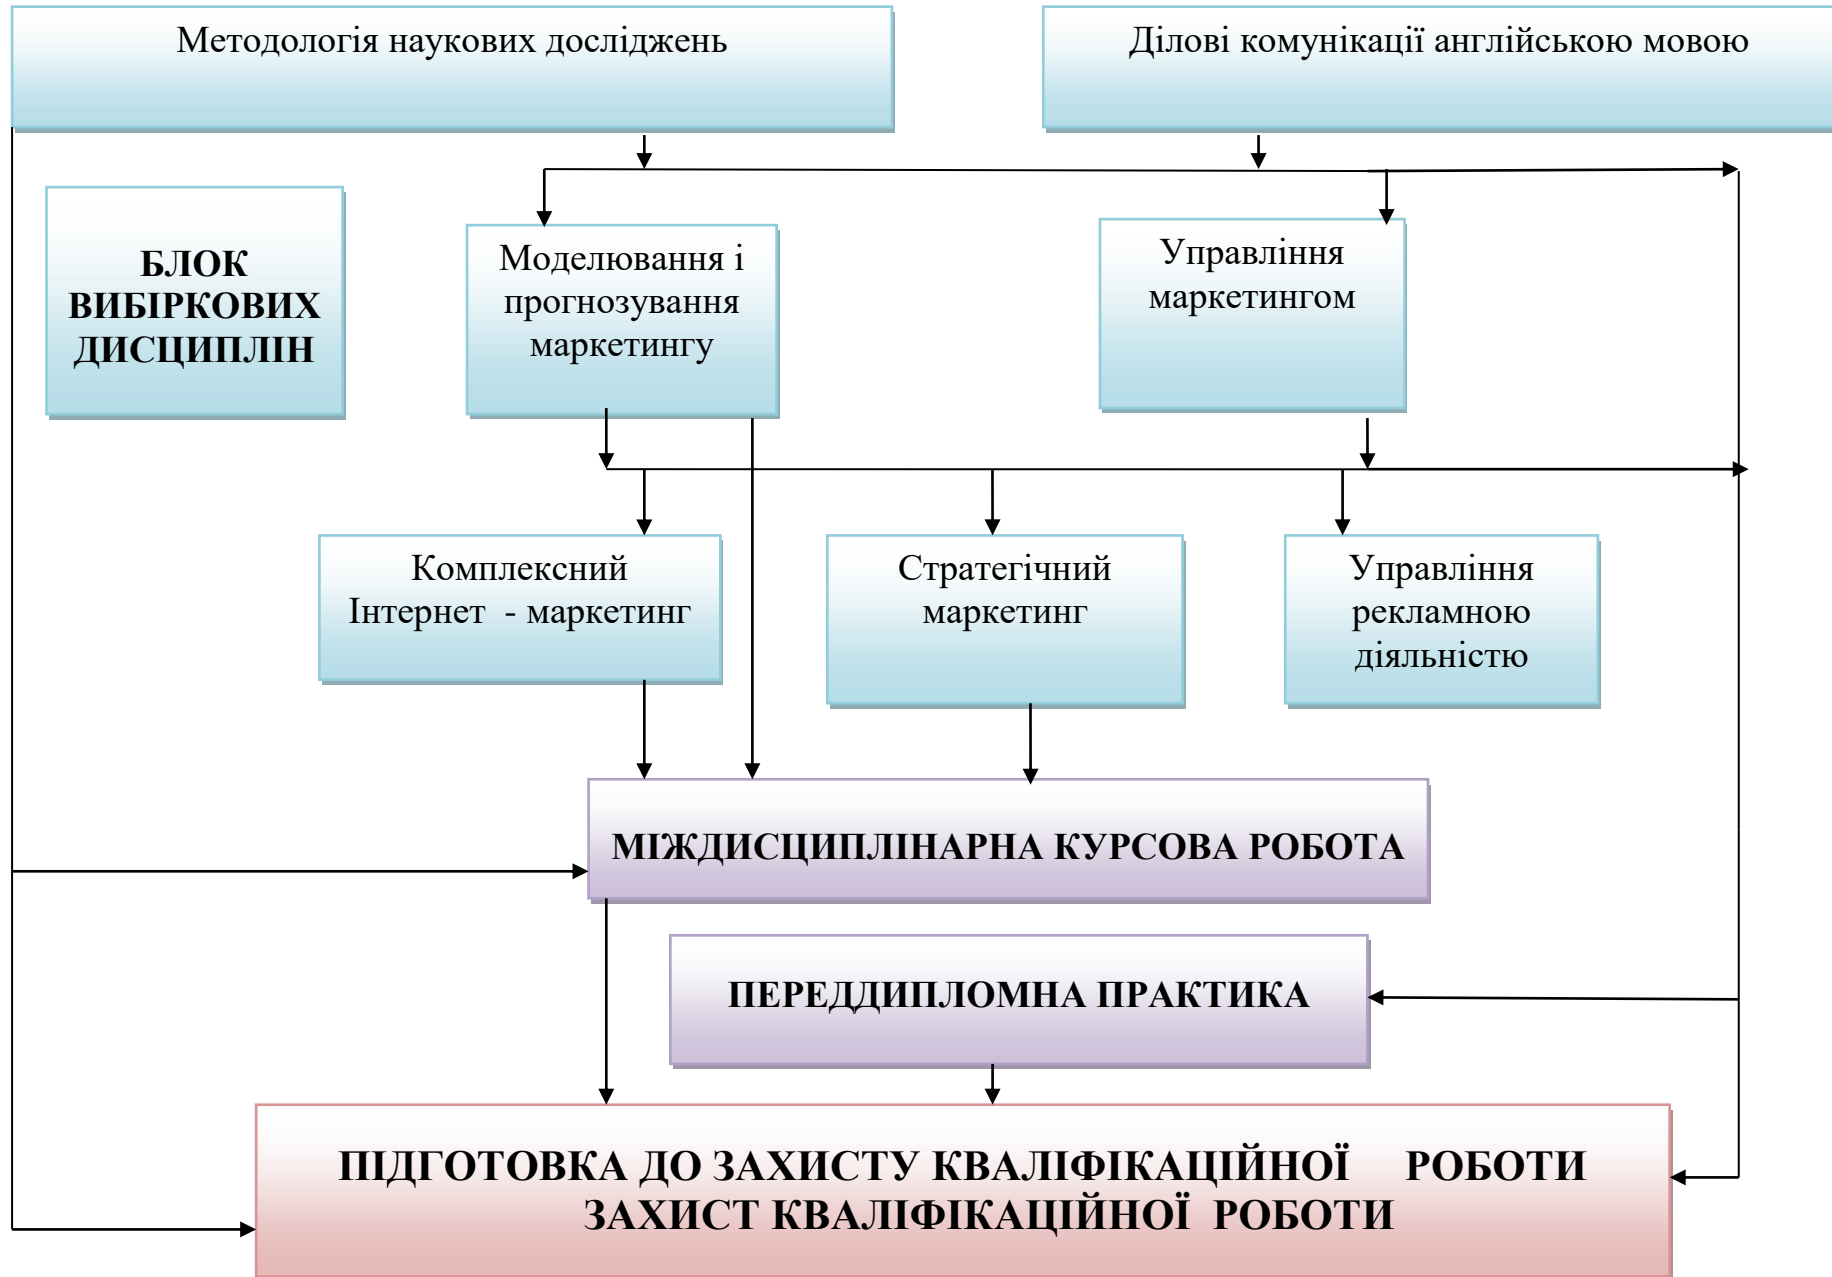 Методологія наукових досліджень
Ділові комунікації англійською мовою
БЛОК
ВИБІРКОВИХ
ДИСЦИПЛІН
Моделювання і
прогнозування
маркетингу
Управління
маркетингом
Комплексний
Інтернет  - маркетинг
Стратегічний
маркетинг
Управління
рекламною
діяльністю
МІЖДИСЦИПЛІНАРНА КУРСОВА РОБОТА
ПЕРЕДДИПЛОМНА ПРАКТИКА
ПІДГОТОВКА ДО ЗАХИСТУ КВАЛІФІКАЦІЙНОЇ    РОБОТИ
ЗАХИСТ КВАЛІФІКАЦІЙНОЇ  РОБОТИ